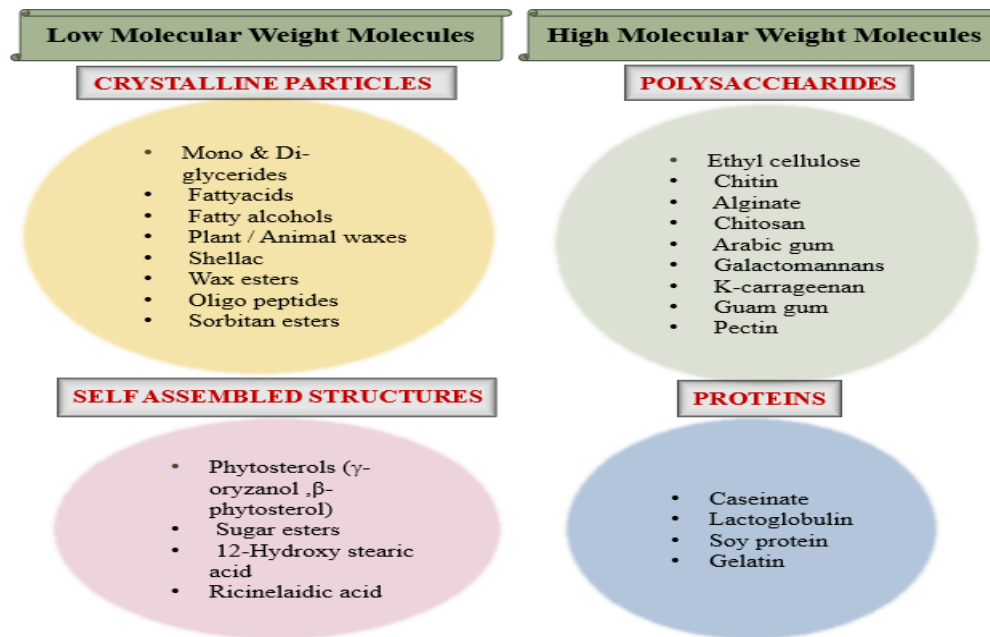 Low Molecular Weight Molecules
CRYSTALLINE PARTICLES
• Mono & Di-
glycerides
• Fattyacids
• Fatty alcohols
• Plant / Animal waxes
• Shellac
• Wax esters
• Oligo peptides
• Sorbitan esters
SELF ASSEMBLED STRUCTURES
• Phytosterols (γ-
oryzanol ,β-
phytosterol)
• Sugar esters
• 12-Hydroxy stearic
acid
• Ricinelaidic acid
High Molecular Weight Molecules
POLYSACCHARIDES
• Ethyl cellulose
• Chitin
• Alginate
• Chitosan
• Arabic gum
• Galactomannans
• K-carrageenan
• Guam gum
• Pectin
PROTEINS
• Caseinate
• Lactoglobulin
• Soy protein
• Gelatin